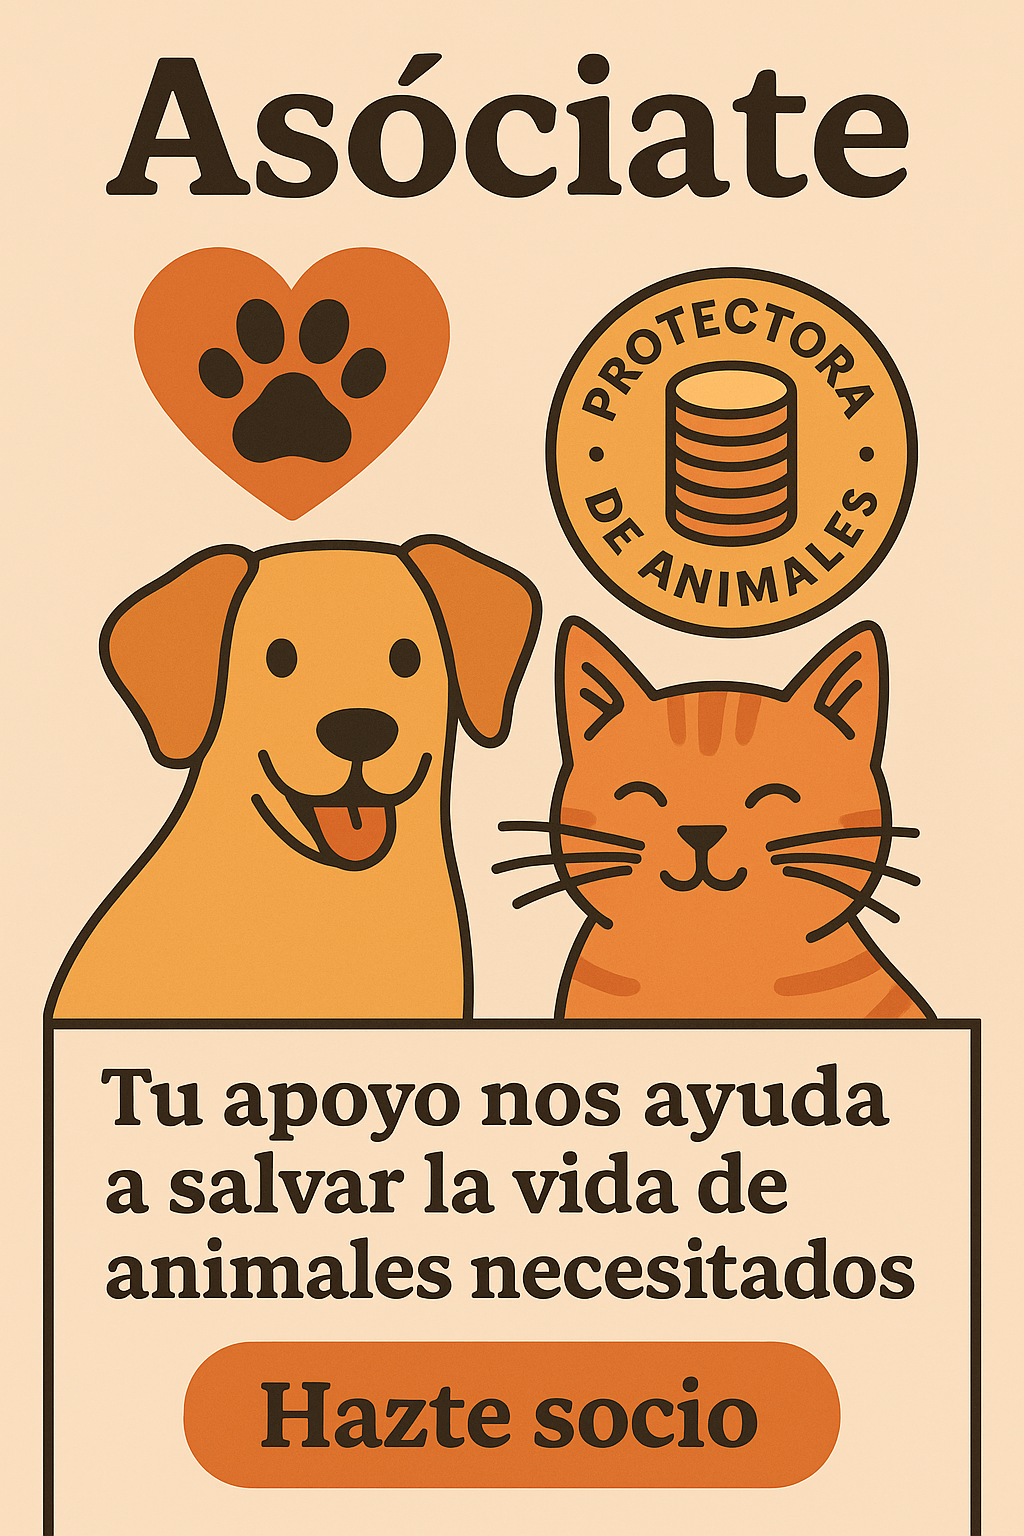 Asóciate
PROTECTORA
DE ANIMALES
Tu apoyo nos ayuda
a salvar la vida de
animales necesitados
Hazte socio